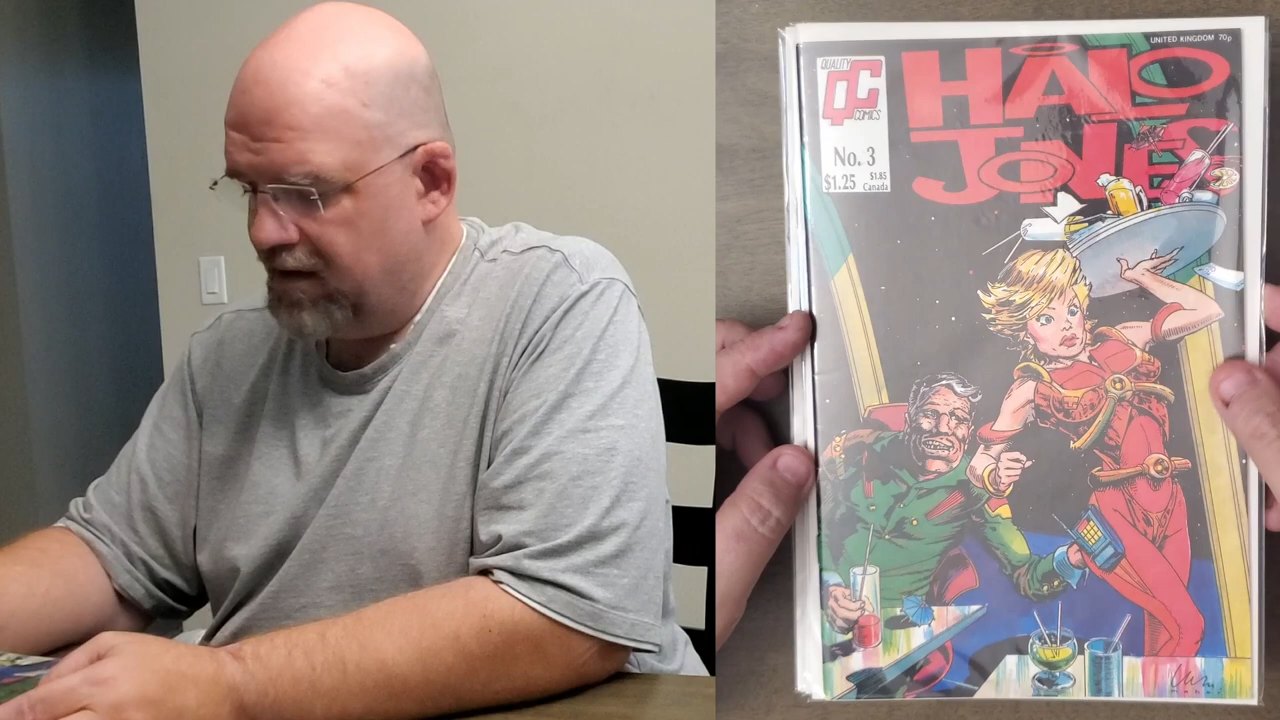 UNITED KINGDOM 70p
QUALITY
QC
COMICS
HALO
JONES
No. 3
$1.25 $1.85
Canada